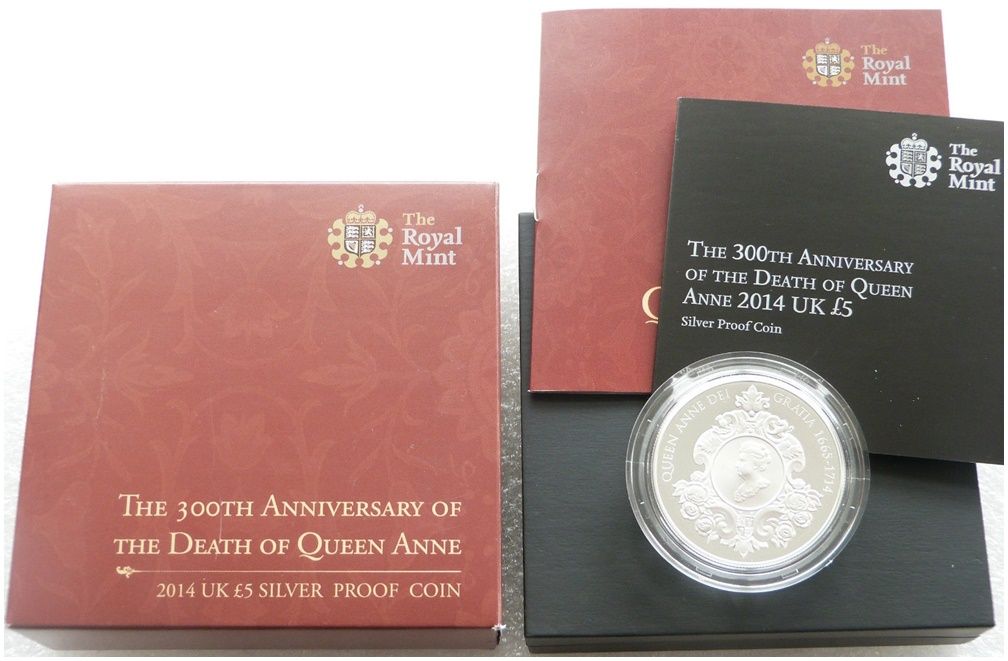 The
Royal
Mint
THE 300TH ANNIVERSARY OF
THE DEATH OF QUEEN ANNE
2014 UK £5 SILVER PROOF COIN
The
Royal
Mint
Q
The
Royal
Mint
THE 300TH ANNIVERSARY
OF THE DEATH OF QUEEN
ANNE 2014 UK £5
Silver Proof Coin
QUEEN ANNE DEI GRATIA 1665-1714